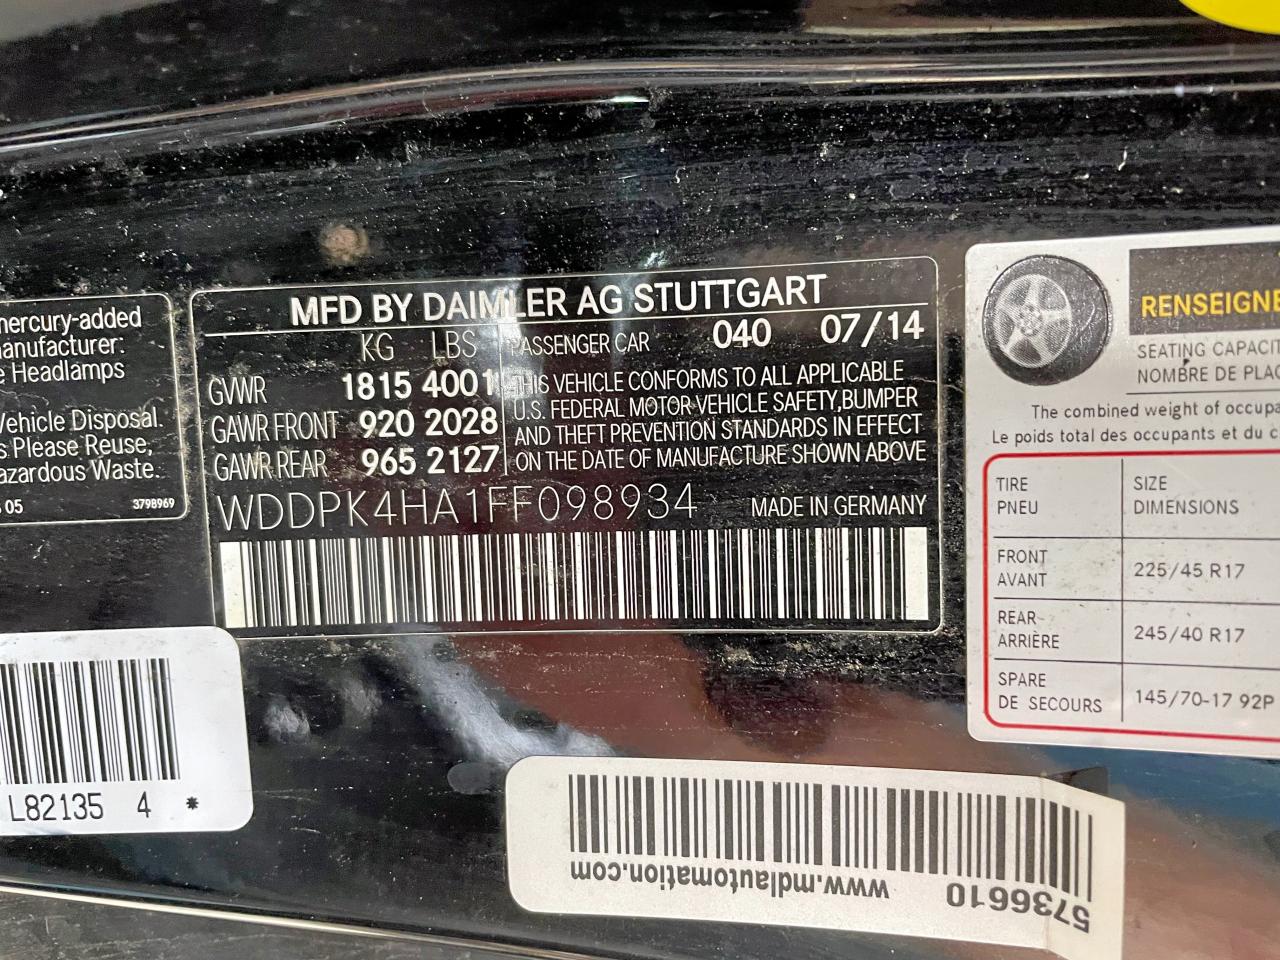 mercury-added
anufacturer:
e Headlamps
Vehicle Disposal.
s Please Reuse,
azardous Waste.
05
3798969
MFD BY DAIMLER AG STUTTGART
KG LBS PASSENGER CAR 040 07/14
GVWR 1815 4001 THIS VEHICLE CONFORMS TO ALL APPLICABLE
GAWR FRONT 920 2028 U.S. FEDERAL MOTOR VEHICLE SAFETY,BUMPER
GAWR REAR 965 2127 AND THEFT PREVENTION STANDARDS IN EFFECT
ON THE DATE OF MANUFACTURE SHOWN ABOVE
WDDPK4HA1FF098934 MADE IN GERMANY
RENSEIGNE
SEATING CAPACIT
NOMBRE DE PLAC
The combined weight of occupa
Le poids total des occupants et du c
TIRE SIZE
PNEU DIMENSIONS
FRONT
AVANT 225/45 R17
REAR
ARRIÈRE 245/40 R17
SPARE
DE SECOURS 145/70-17 92P
L82135 4 *
5736610 www.mdlautomation.com